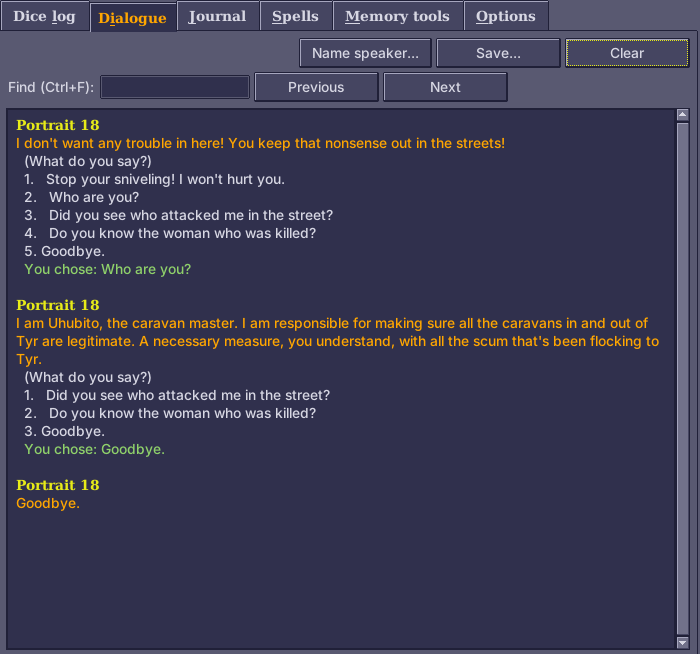 Dice log Dialogue Journal Spells Memory tools Options
Name speaker... Save... Clear
Find (Ctrl+F): Previous Next
Portrait 18
I don't want any trouble in here! You keep that nonsense out in the streets!
(What do you say?)
1. Stop your sniveling! I won't hurt you.
2. Who are you?
3. Did you see who attacked me in the street?
4. Do you know the woman who was killed?
5. Goodbye.
You chose: Who are you?
Portrait 18
I am Uhubito, the caravan master. I am responsible for making sure all the caravans in and out of
Tyr are legitimate. A necessary measure, you understand, with all the scum that's been flocking to
Tyr.
(What do you say?)
1. Did you see who attacked me in the street?
2. Do you know the woman who was killed?
3. Goodbye.
You chose: Goodbye.
Portrait 18
Goodbye.